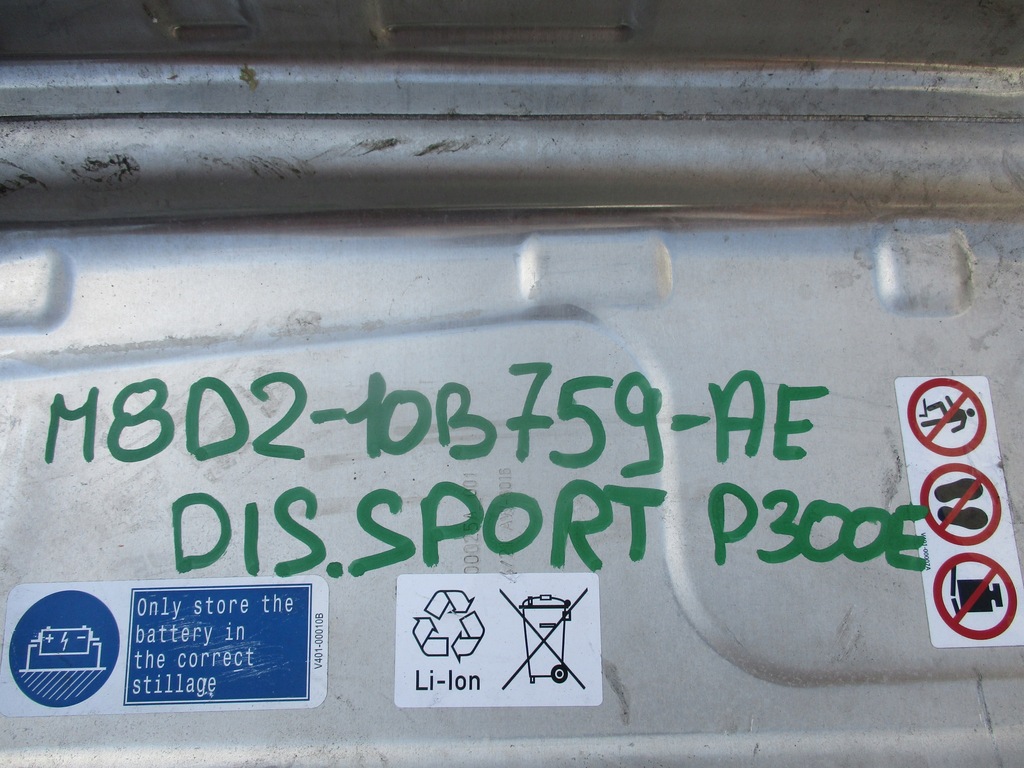 M8D2-10B759-AE
DIS.SPORT P300E
Only store the
battery in
the correct
stillage
V401-00010B
Li-Ion